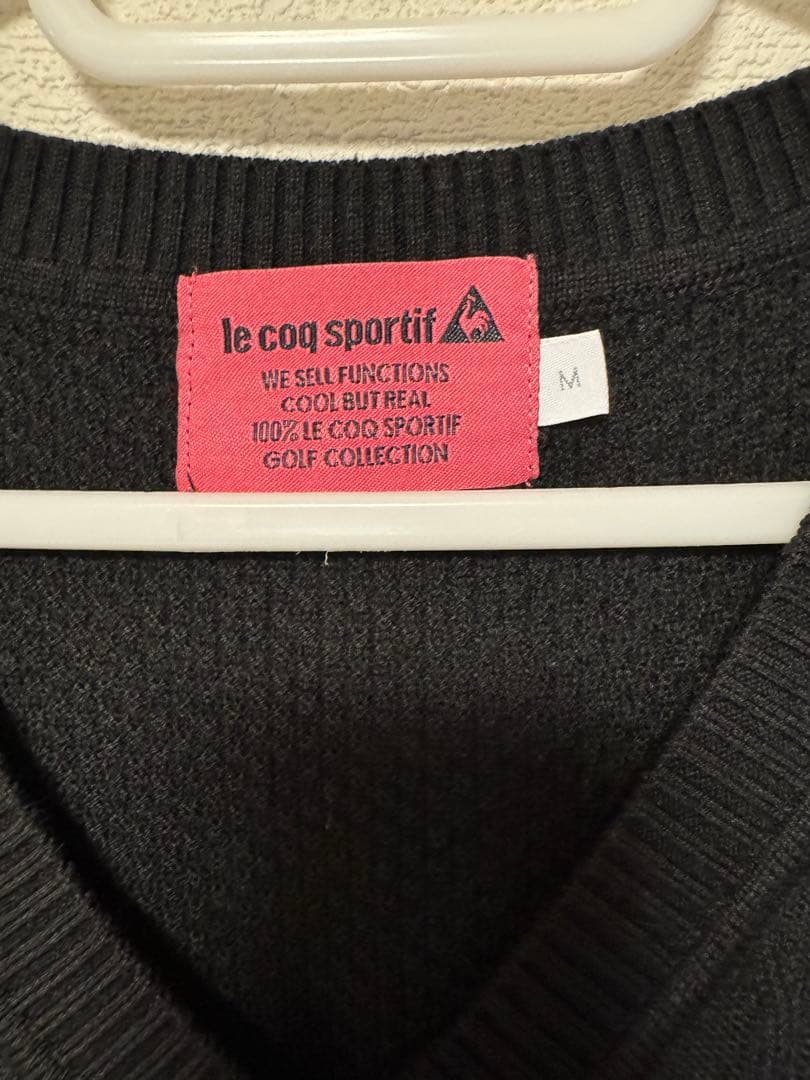 le coq sportif
WE SELL FUNCTIONS
COOL BUT REAL
100% LE COQ SPORTIF
GOLF COLLECTION
M